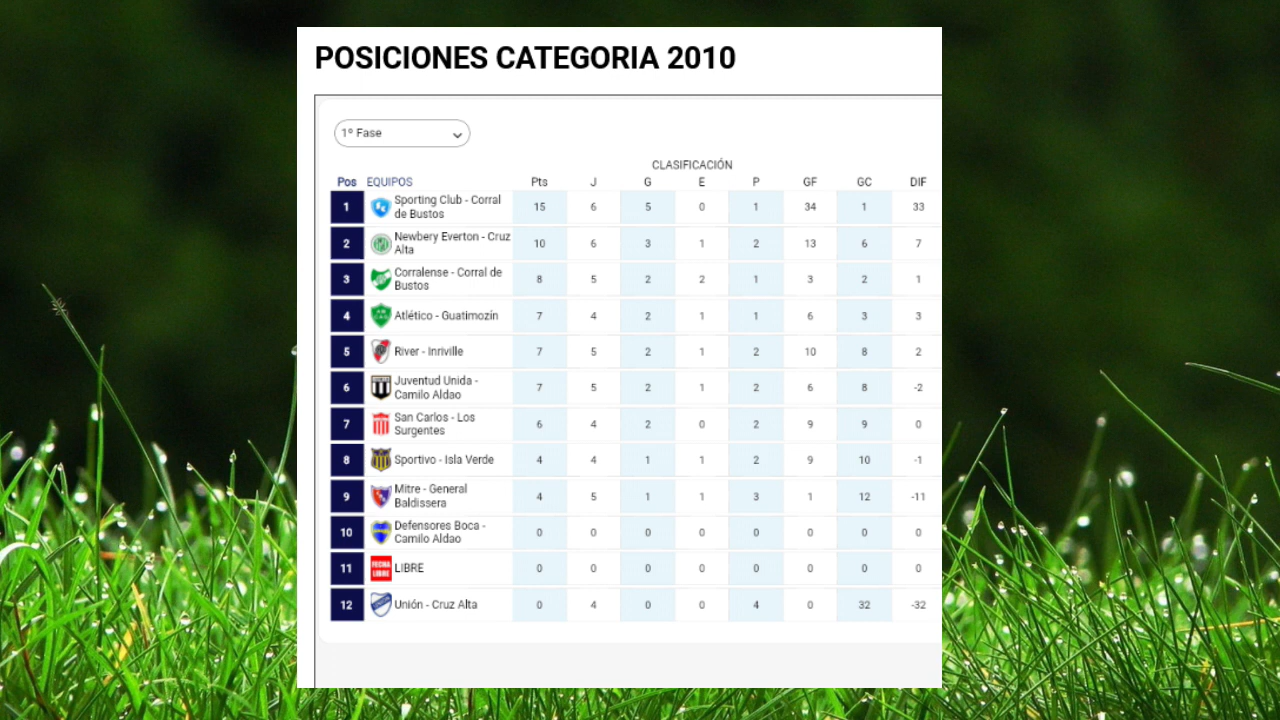 POSICIONES CATEGORIA 2010
1º Fase
CLASIFICACIÓN
Pos EQUIPOS Pts J G E P GF GC DIF
1 Sporting Club - Corral de Bustos 15 6 5 0 1 34 1 33
2 Newbery Everton - Cruz Alta 10 6 3 1 2 13 6 7
3 Corralense - Corral de Bustos 8 5 2 2 1 3 2 1
4 Atlético - Guatimozín 7 4 2 1 1 6 3 3
5 River - Inriville 7 5 2 1 2 10 8 2
6 Juventud Unida - Camilo Aldao 7 5 2 1 2 6 8 -2
7 San Carlos - Los Surgentes 6 4 2 0 2 9 9 0
8 Sportivo - Isla Verde 4 4 1 1 2 9 10 -1
9 Mitre - General Baldissera 4 5 1 1 3 1 12 -11
10 Defensores Boca - Camilo Aldao 0 0 0 0 0 0 0 0
11 FECHA LIBRE LIBRE 0 0 0 0 0 0 0 0
12 Unión - Cruz Alta 0 4 0 0 4 0 32 -32